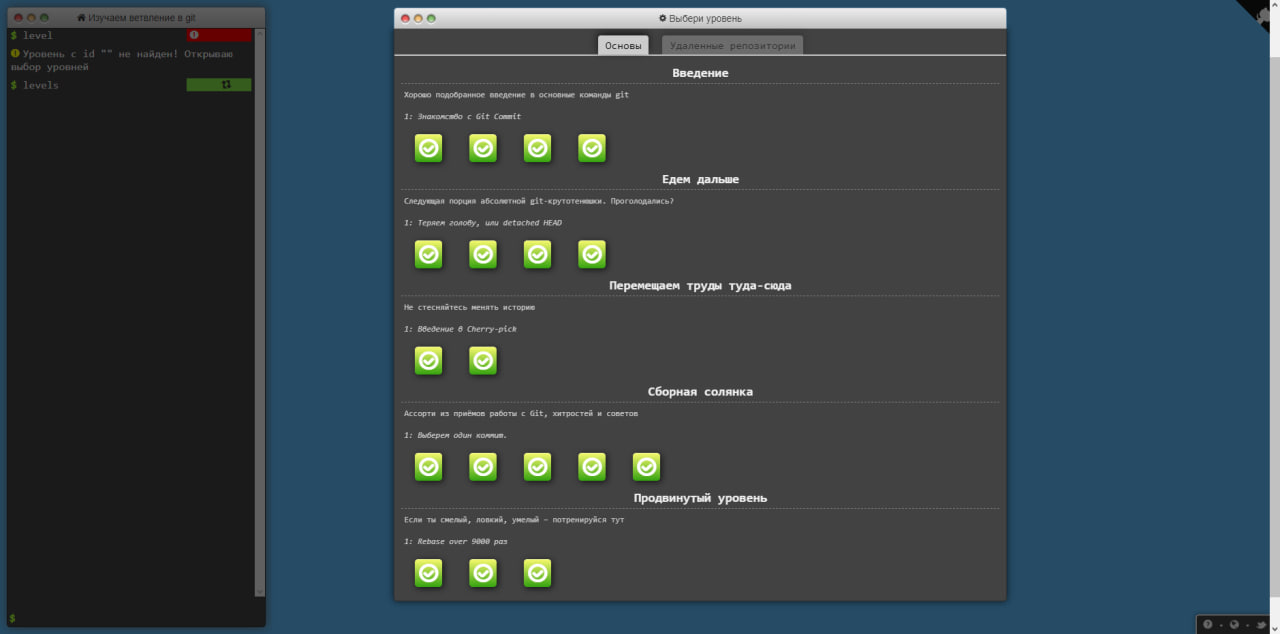 Изучаем ветвление в git
$ level
Уровень с id "" не найден! Открываю
выбор уровней
$ levels
$
Выбери уровень
Основы
Удаленные репозитории
Введение
Хорошо подобранное введение в основные команды git
1: Знакомство с Git Commit
Едем дальше
Следующая порция абсолютной git-крутотенюшки. Проголодались?
1: Теряем голову, или detached HEAD
Перемещаем труды туда-сюда
Не стесняйтесь менять историю
1: Введение в Cherry-pick
Сборная солянка
Ассорти из приёмов работы с Git, хитростей и советов
1: Выберем один коммит.
Продвинутый уровень
Если ты смелый, ловкий, умелый – потренируйся тут
1: Rebase over 9000 раз